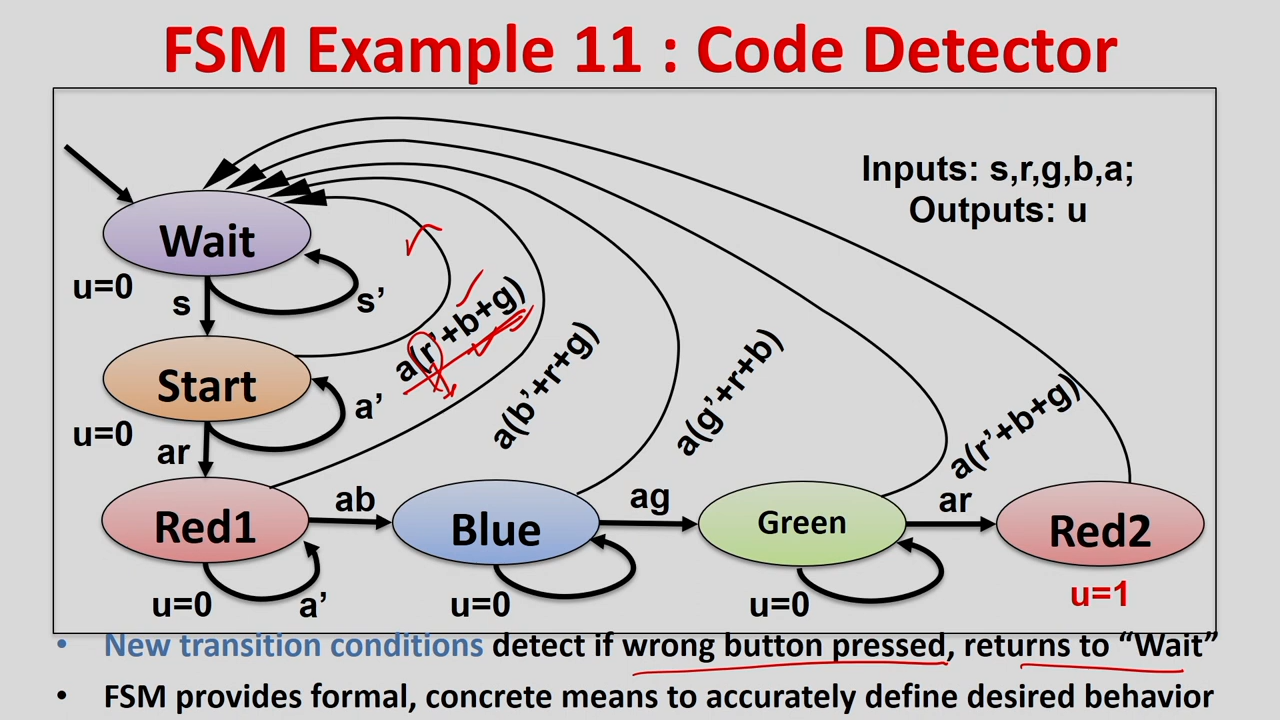 FSM Example 11 : Code Detector
Inputs: s,r,g,b,a;
Outputs: u
Wait
u=0
s
s’
Start
a(r’+b+g)
a(b’+r+g)
a(g’+r+b)
a(r’+b+g)
a’
u=0
ar
Red1
ab
Blue
ag
Green
ar
Red2
u=0
a’
u=0
u=0
u=1
• New transition conditions detect if wrong button pressed, returns to “Wait”
• FSM provides formal, concrete means to accurately define desired behavior